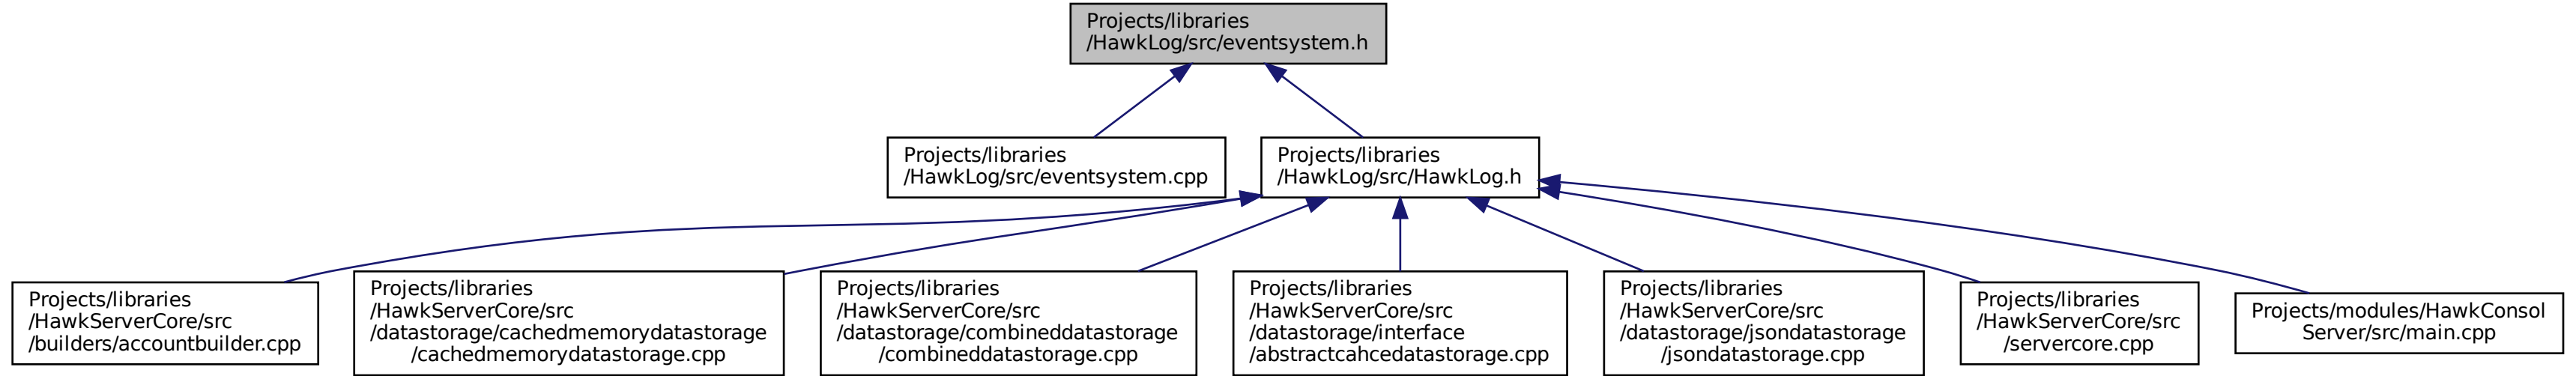 Projects/libraries
/HawkLog/src/eventsystem.h
Projects/libraries
/HawkLog/src/eventsystem.cpp
Projects/libraries
/HawkLog/src/HawkLog.h
Projects/libraries
/HawkServerCore/src
/builders/accountbuilder.cpp
Projects/libraries
/HawkServerCore/src
/datastorage/cachedmemorydatastorage
/cachedmemorydatastorage.cpp
Projects/libraries
/HawkServerCore/src
/datastorage/combineddatastorage
/combineddatastorage.cpp
Projects/libraries
/HawkServerCore/src
/datastorage/interface
/abstractcahcedatastorage.cpp
Projects/libraries
/HawkServerCore/src
/datastorage/jsondatastorage
/jsondatastorage.cpp
Projects/libraries
/HawkServerCore/src
/servercore.cpp
Projects/modules/HawkConsol
Server/src/main.cpp